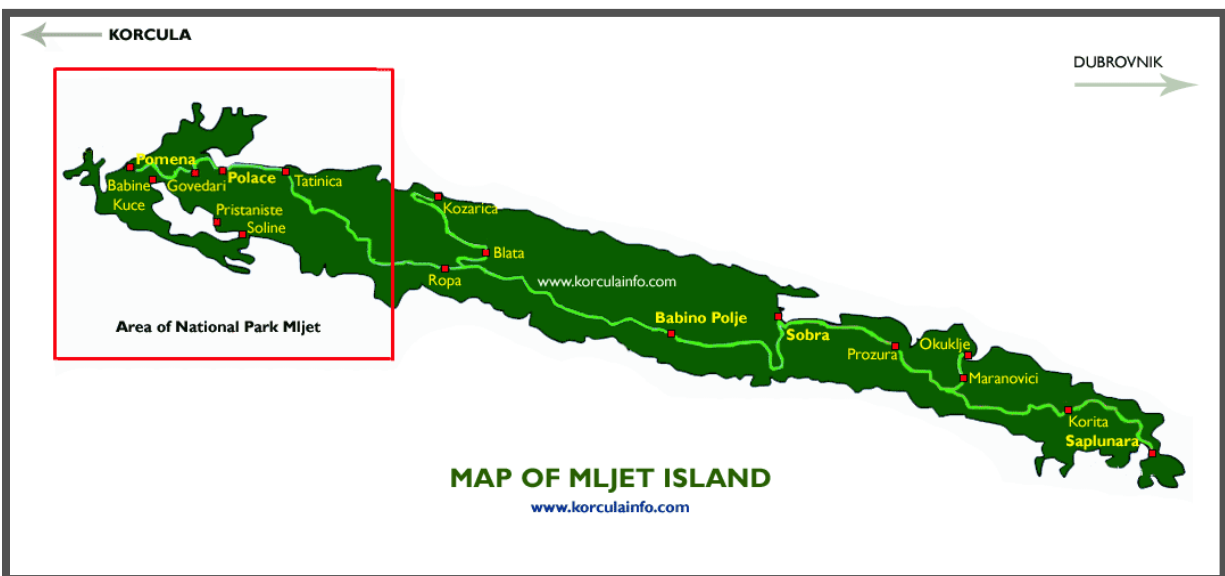 KORCULA
DUBROVNIK
Pomena
Babine
Kuce
Govedari
Polace
Tatinica
Pristaniste
Soline
Kozarica
Blata
Ropa
www.korculainfo.com
Area of National Park Mljet
Babino Polje
Sobra
Prozura
Okuklje
Maranovici
Korita
Saplunara
MAP OF MLJET ISLAND
www.korculainfo.com